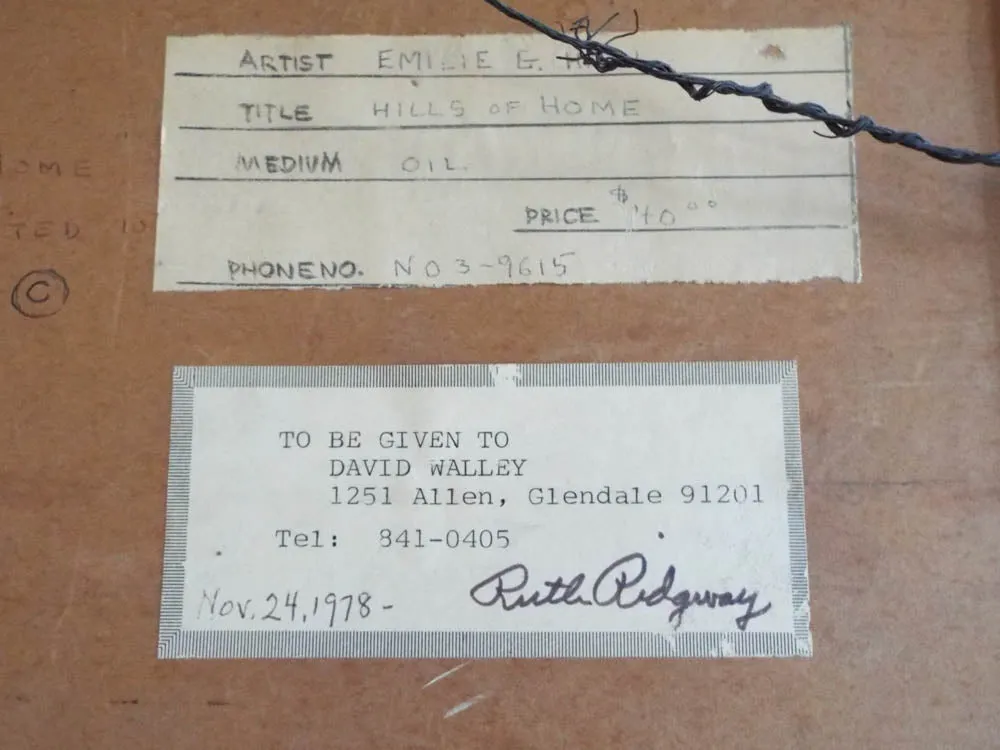 ARTIST EMILIE G.
TITLE HILLS OF HOME
MEDIUM OIL.
PRICE $40.00
PHONE NO. NO 3-9615
©
TO BE GIVEN TO
DAVID WALLEY
1251 Allen, Glendale 91201
Tel: 841-0405
Nov. 24, 1978 - Ruth Ridgway